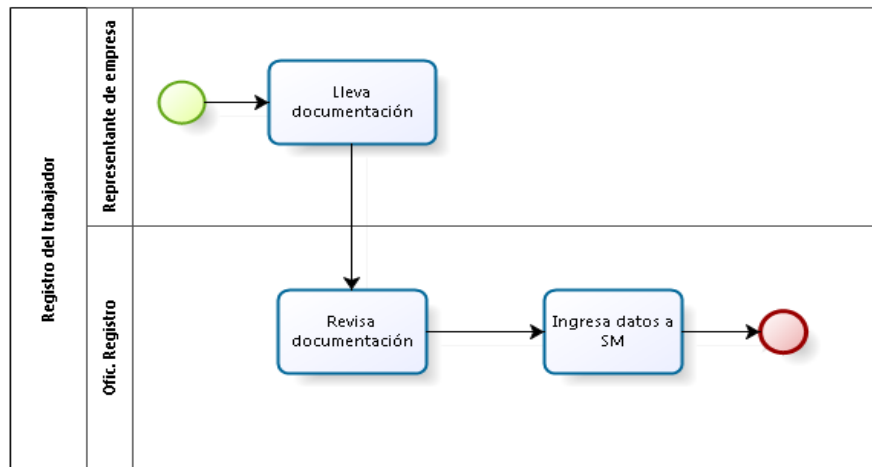 Registro del trabajador
Representante de empresa
Lleva
documentación
Ofic. Registro
Revisa
documentación
Ingresa datos a
SM